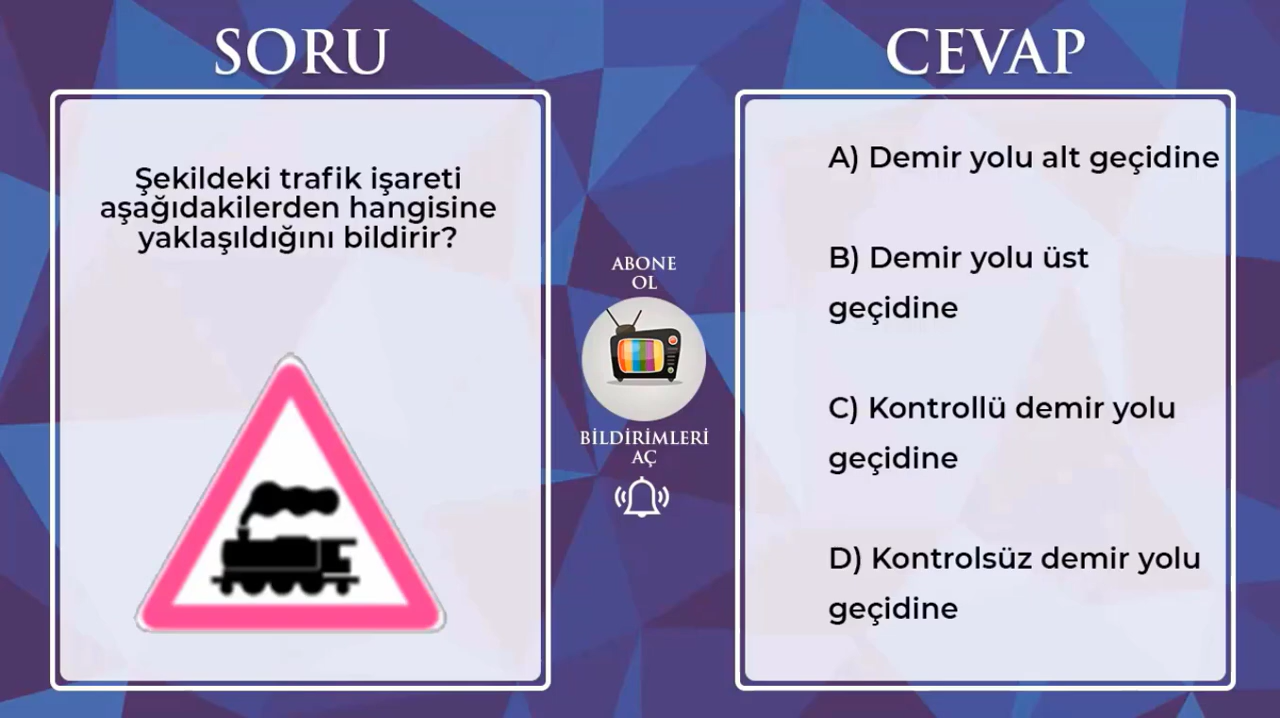 SORU
Şekildeki trafik işareti
aşağıdakilerden hangisine
yaklaşıldığını bildirir?
ABONE
OL
BİLDİRİMLERİ
AÇ
CEVAP
A) Demir yolu alt geçidine
B) Demir yolu üst
geçidine
C) Kontrollü demir yolu
geçidine
D) Kontrolsüz demir yolu
geçidine